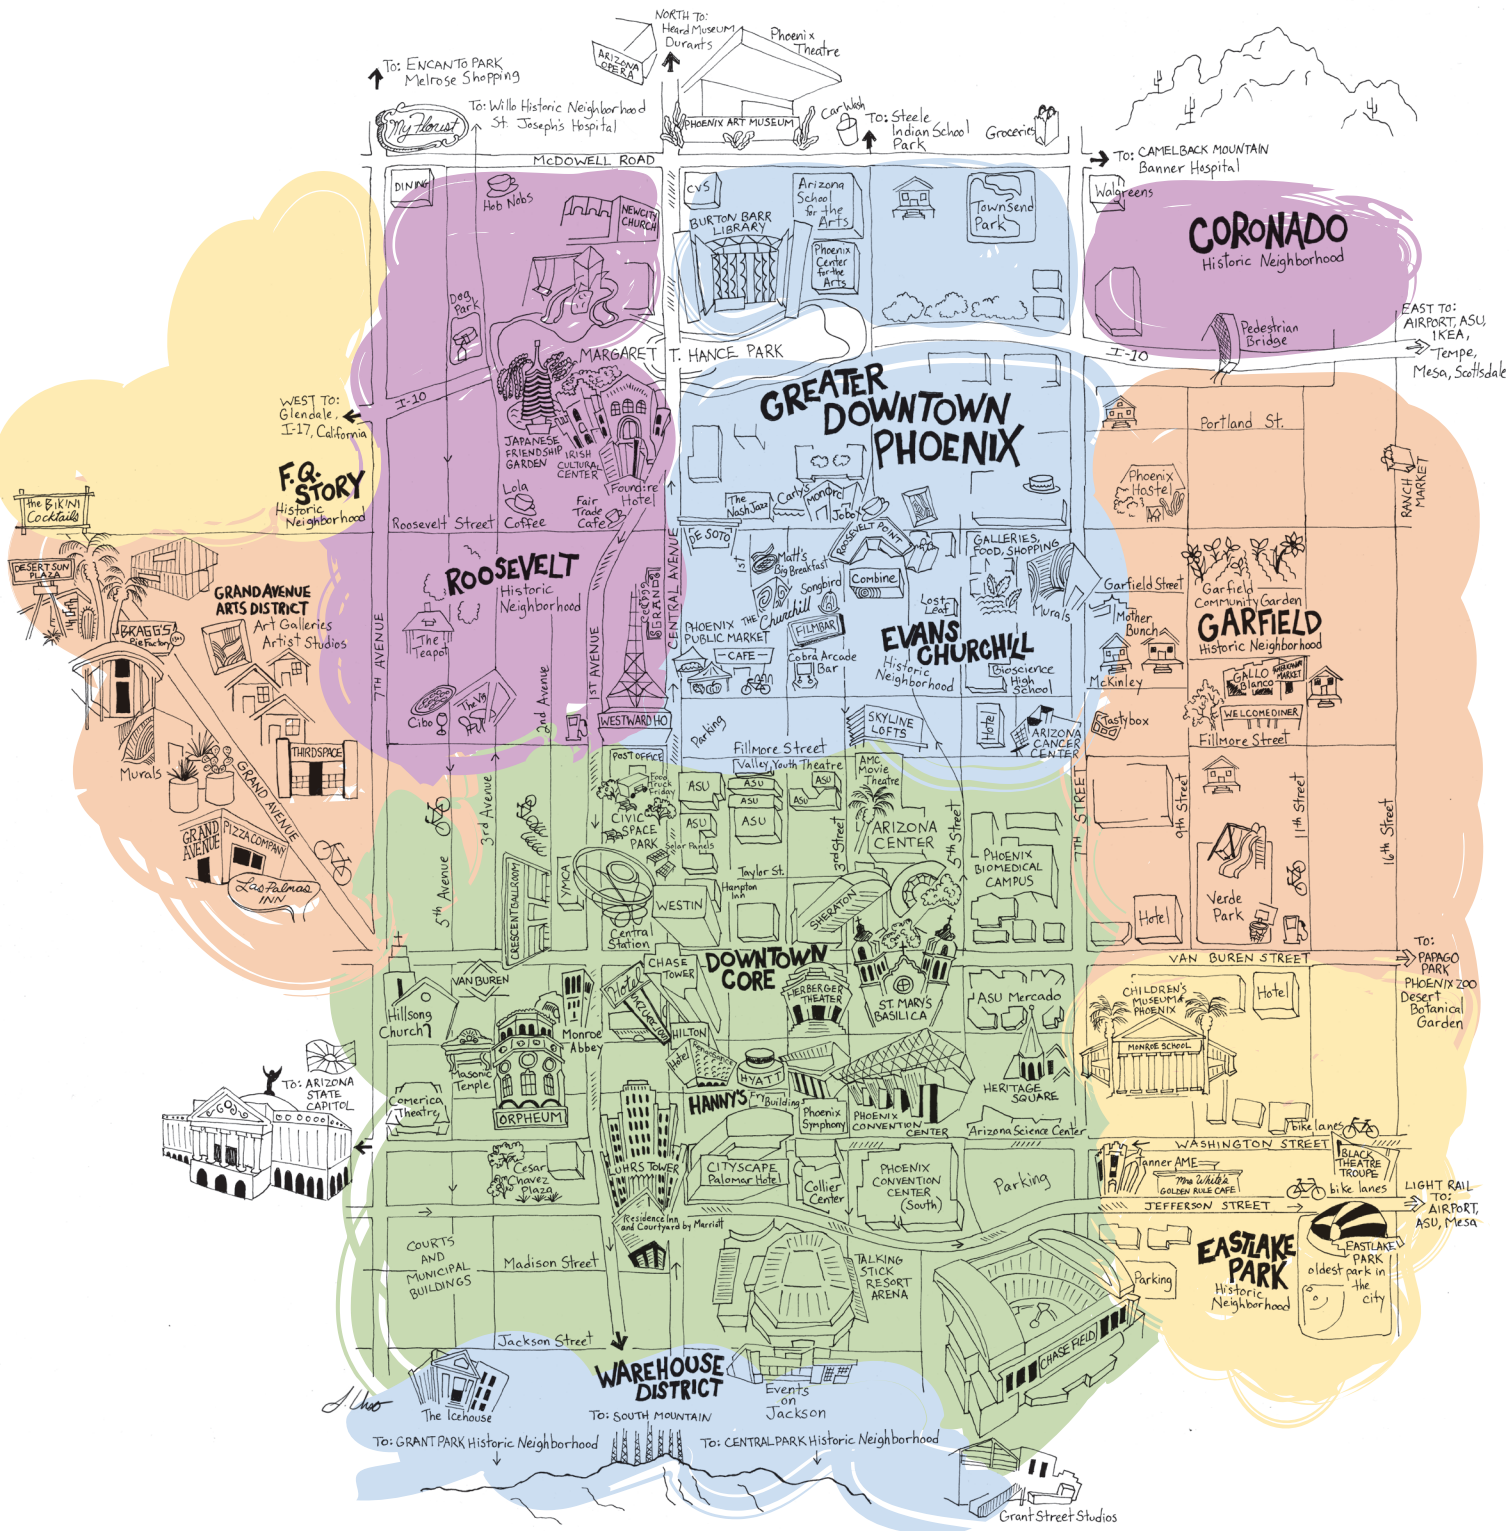 NORTH TO:
Heard Museum
Durants
ARIZONA
OPERA
Phoenix
Theatre
To: ENCANTO PARK
Melrose Shopping
My Florist
To: Willo Historic Neighborhood
St. Joseph's Hospital
PHOENIX ART MUSEUM
Car Wash
To: Steele
Indian School
Park
Groceries
McDOWELL ROAD
To: CAMELBACK MOUNTAIN
Banner Hospital
DINING
Hob Nobs
NEWCITY
CHURCH
CVS
Arizona
School
for the
Arts
BURTON BARR
LIBRARY
Phoenix
Center
for the
Arts
Townsend
Park
Walgreens
CORONADO
Historic Neighborhood
Dog
Park
MARGARET T. HANCE PARK
Pedestrian
Bridge
I-10
EAST TO:
AIRPORT, ASU,
IKEA,
Tempe,
Mesa, Scottsdale
WEST TO:
Glendale,
I-17, California
I-10
JAPANESE
FRIENDSHIP
GARDEN
IRISH
CULTURAL
CENTER
GREATER
DOWNTOWN
PHOENIX
Portland St.
F.Q.
STORY
Historic
Neighborhood
the BIKINI
Cocktails
Lola
Coffee
Fair
Trade
Cafe
Foundre
Hotel
Roosevelt Street
The
Nash Jazz
Carly's
MonOrcl
Jobot
ROOSEVELT POINT
Phoenix
Hostel
RANCH
MARKET
DE SOTO
1st
Matt's
Big Breakfast
Songbird
Combine
GALLERIES,
FOOD, SHOPPING
Murals
Lost
Leaf
THE Churchill
FILMBAR
Cobra Arcade
Bar
PHOENIX
PUBLIC MARKET
CAFE
EVANS
CHURCHILL
Historic
Neighborhood
Bioscience
High
School
Garfield Street
Garfield
Community Garden
GARFIELD
Historic Neighborhood
Mother
Bunch
McKinley
GALLO
Blanco
AMERICANA
MARKET
WELCOME DINER
Fillmore Street
Tastybox
DESERT SUN
PLAZA
GRAND AVENUE
ARTS DISTRICT
Art Galleries
Artist Studios
BRAGG'S
Pie Factory
Murals
THIRD SPACE
GRAND AVENUE
GRAND
AVENUE
PIZZA COMPANY
Las Palmas
INN
7TH AVENUE
ROOSEVELT
Historic
Neighborhood
The
Teapot
Cibo
The Vig
2nd Avenue
1ST AVENUE
GRAND
CENTRAL AVENUE
WESTWARD HO
Parking
Fillmore Street
SKYLINE
LOFTS
Hotel
ARIZONA
CANCER
CENTER
7TH STREET
9th Street
11th Street
16th Street
POST OFFICE
Food
Truck
Friday
CIVIC
SPACE
PARK
Solar Panels
Valley Youth Theatre
ASU
ASU
ASU
ASU
ASU
ASU
ASU
AMC
Movie
Theatre
ARIZONA
CENTER
3rd Street
5th Street
PHOENIX
BIOMEDICAL
CAMPUS
3rd Avenue
5th Avenue
CRESCENT BALLROOM
YMCA
Central
Station
Taylor St.
Hampton
Inn
WESTIN
SHERATON
Verde
Park
Hotel
VAN BUREN
Hillsong
Church
Monroe
Abbey
Masonic
Temple
ORPHEUM
Comerica
Theatre
CHASE
TOWER
DOWNTOWN
CORE
HERBERGER
THEATER
ST. MARY'S
BASILICA
ASU Mercado
HERITAGE
SQUARE
Hotel
HILTON
Hotel
Renaissance
HYATT
HANNY'S
Building
Phoenix
Symphony
PHOENIX
CONVENTION
CENTER
Arizona Science Center
VAN BUREN STREET
To:
PAPAGO
PARK
PHOENIX ZOO
Desert
Botanical
Garden
CHILDREN'S
MUSEUM of
PHOENIX
MONROE SCHOOL
Hotel
To: ARIZONA
STATE
CAPITOL
Cesar
Chavez
Plaza
LUHRS TOWER
CITYSCAPE
Palomar Hotel
Collier
Center
PHOENIX
CONVENTION
CENTER
(South)
Parking
bike lanes
WASHINGTON STREET
Tanner AME
Mrs White's
GOLDEN RULE CAFE
BLACK
THEATRE
TROUPE
bike lanes
JEFFERSON STREET
LIGHT RAIL
TO:
AIRPORT,
ASU, Mesa
Residence Inn
and Courtyard by Marriott
COURTS
AND
MUNICIPAL
BUILDINGS
Madison Street
TALKING
STICK
RESORT
ARENA
EASTLAKE
PARK
Historic
Neighborhood
Parking
EASTLAKE
PARK
oldest park in
the
city
CHASE FIELD
Jackson Street
WAREHOUSE
DISTRICT
The Icehouse
Events
on
Jackson
To: SOUTH MOUNTAIN
To: GRANT PARK Historic Neighborhood
To: CENTRAL PARK Historic Neighborhood
Grant Street Studios